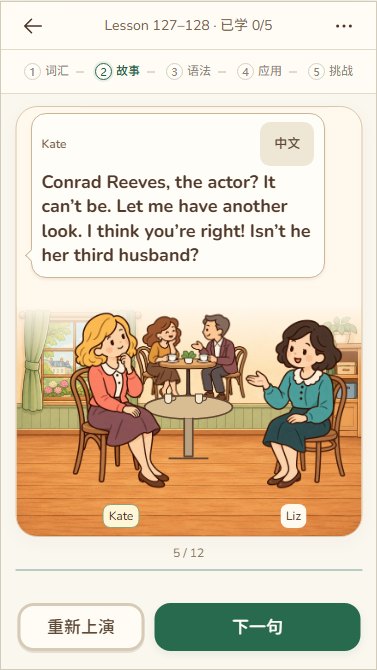 Lesson 127–128 · 已学 0/5
1 词汇 2 故事 3 语法 4 应用 5 挑战
Kate
中文
Conrad Reeves, the actor? It
can’t be. Let me have another
look. I think you’re right! Isn’t he
her third husband?
Kate
Liz
5 / 12
重新上演
下一句